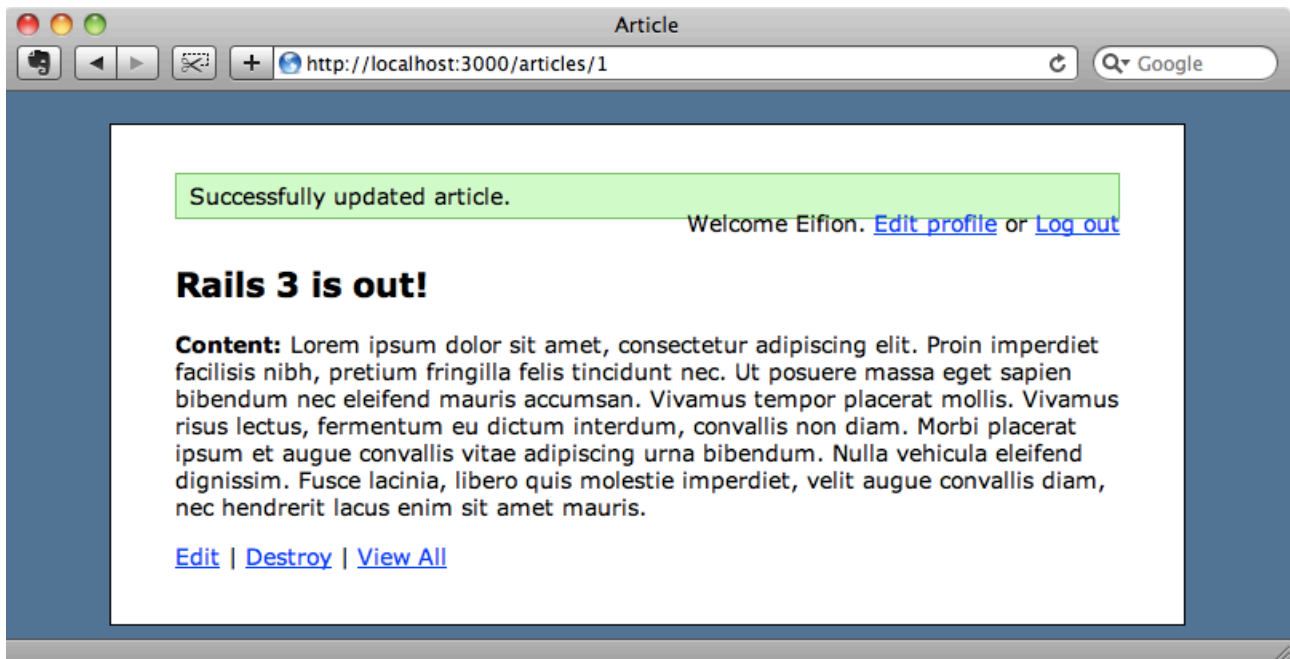 Article
http://localhost:3000/articles/1
Google
Successfully updated article.
Welcome Eifion. Edit profile or Log out
Rails 3 is out!
Content: Lorem ipsum dolor sit amet, consectetur adipiscing elit. Proin imperdiet
facilisis nibh, pretium fringilla felis tincidunt nec. Ut posuere massa eget sapien
bibendum nec eleifend mauris accumsan. Vivamus tempor placerat mollis. Vivamus
risus lectus, fermentum eu dictum interdum, convallis non diam. Morbi placerat
ipsum et augue convallis vitae adipiscing urna bibendum. Nulla vehicula eleifend
dignissim. Fusce lacinia, libero quis molestie imperdiet, velit augue convallis diam,
nec hendrerit lacus enim sit amet mauris.
Edit | Destroy | View All